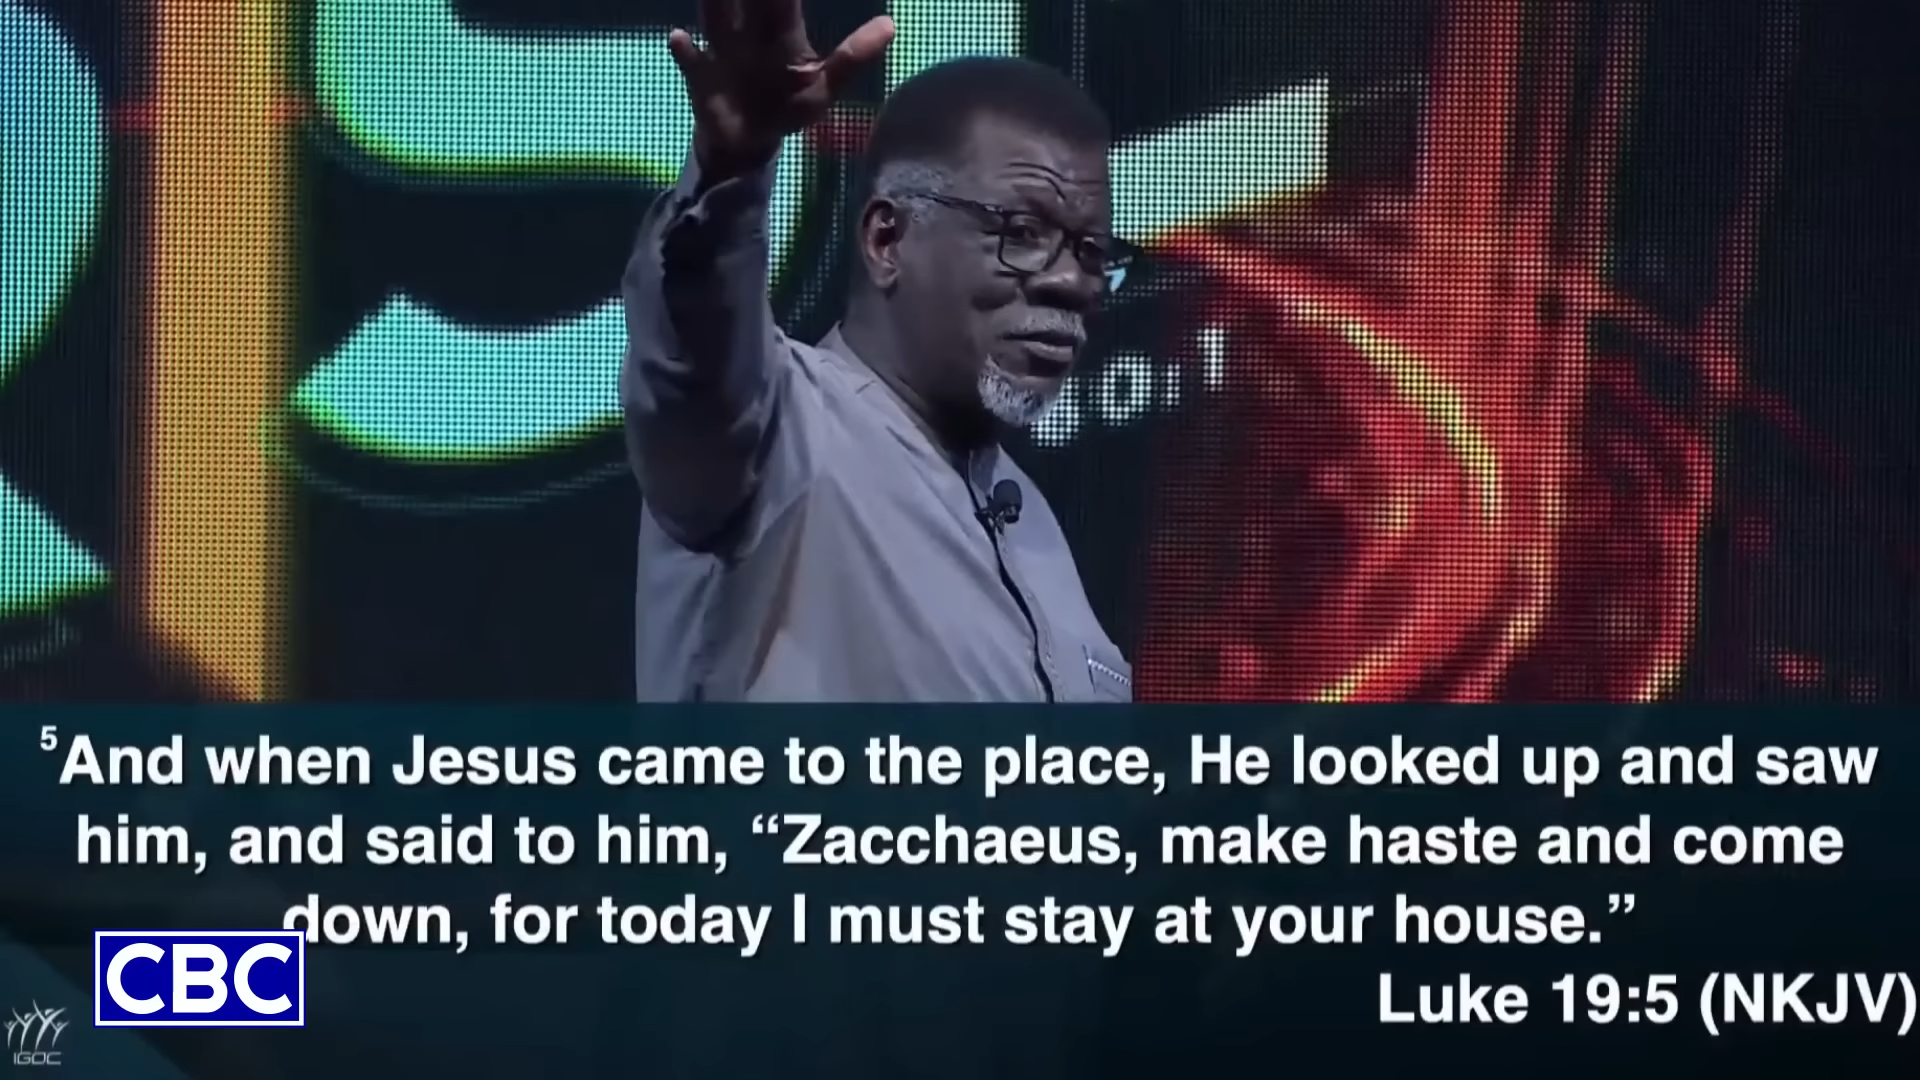 ⁵And when Jesus came to the place, He looked up and saw
him, and said to him, “Zacchaeus, make haste and come
down, for today I must stay at your house.”
Luke 19:5 (NKJV)
CBC
IGOC